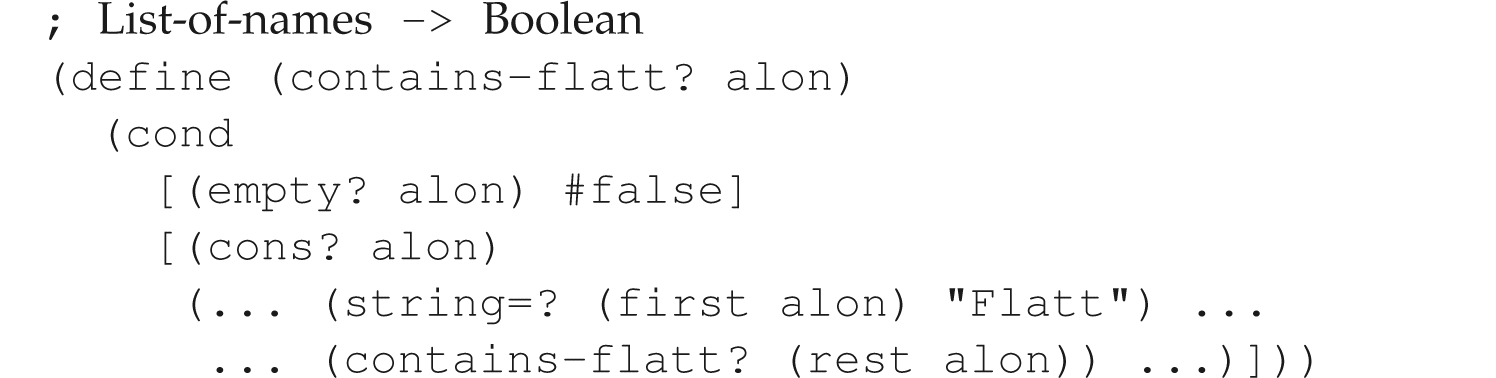 ; List-of-names -> Boolean
(define (contains-flatt? alon)
  (cond
    [(empty? alon) #false]
    [(cons? alon)
     (... (string=? (first alon) "Flatt") ...
      ... (contains-flatt? (rest alon)) ...)]))